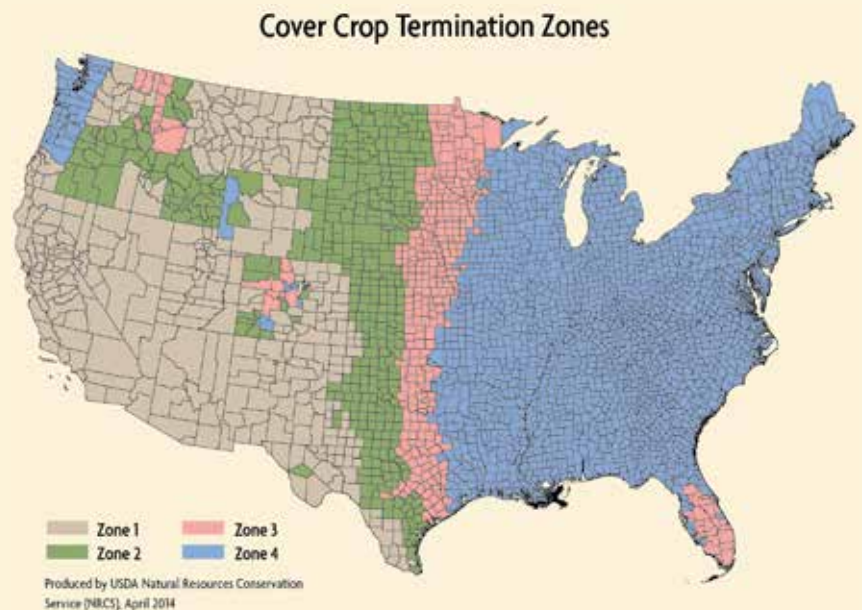 Cover Crop Termination Zones
Zone 1
Zone 3
Zone 2
Zone 4
Produced by USDA Natural Resources Conservation
Service (NRCS), April 2014